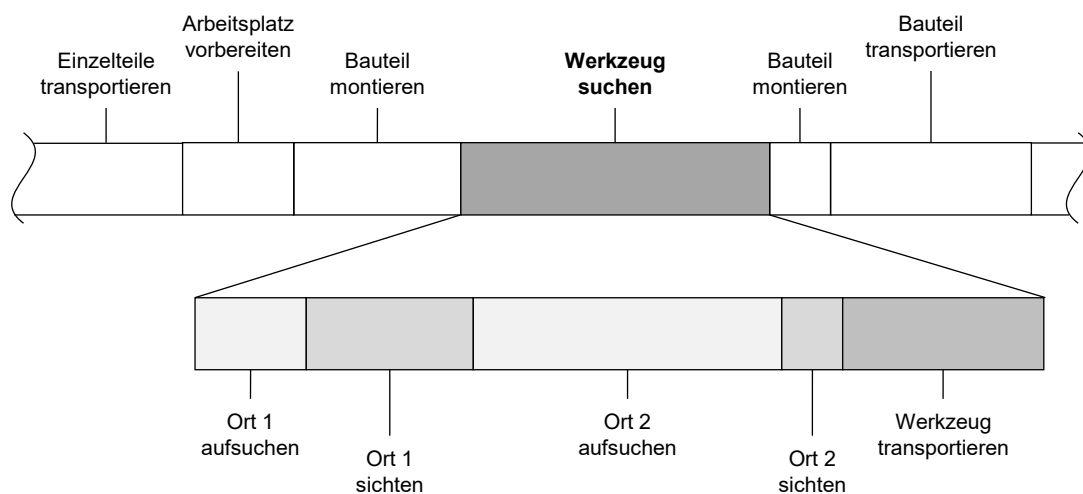 Einzelteile
transportieren
Arbeitsplatz
vorbereiten
Bauteil
montieren
Werkzeug
suchen
Bauteil
montieren
Bauteil
transportieren
Ort 1
aufsuchen
Ort 1
sichten
Ort 2
aufsuchen
Ort 2
sichten
Werkzeug
transportieren